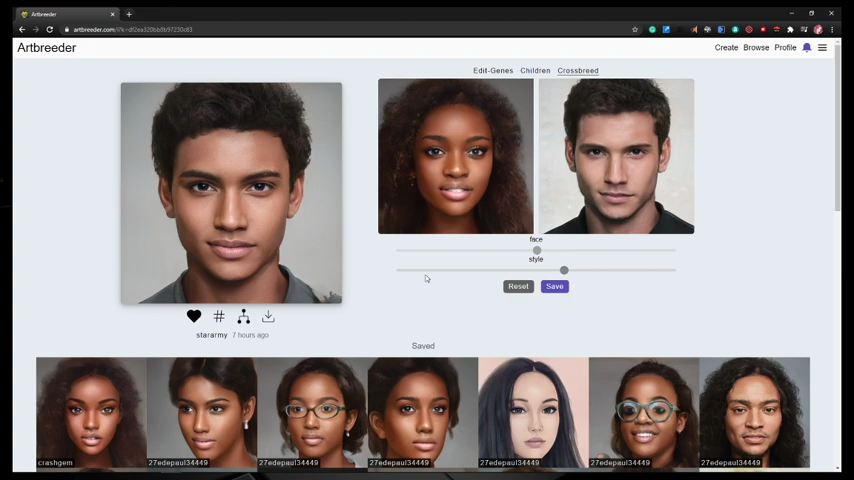 Artbreeder
artbreeder.com/i?k=df2ea320bb8b97230c83
Artbreeder
Create Browse Profile
Edit-Genes Children Crossbreed
face
style
Reset Save
stararmy 7 hours ago
Saved
crashgem 27edepaul34449 27edepaul34449 27edepaul34449 27edepaul34449 27edepaul34449 27edepaul34449